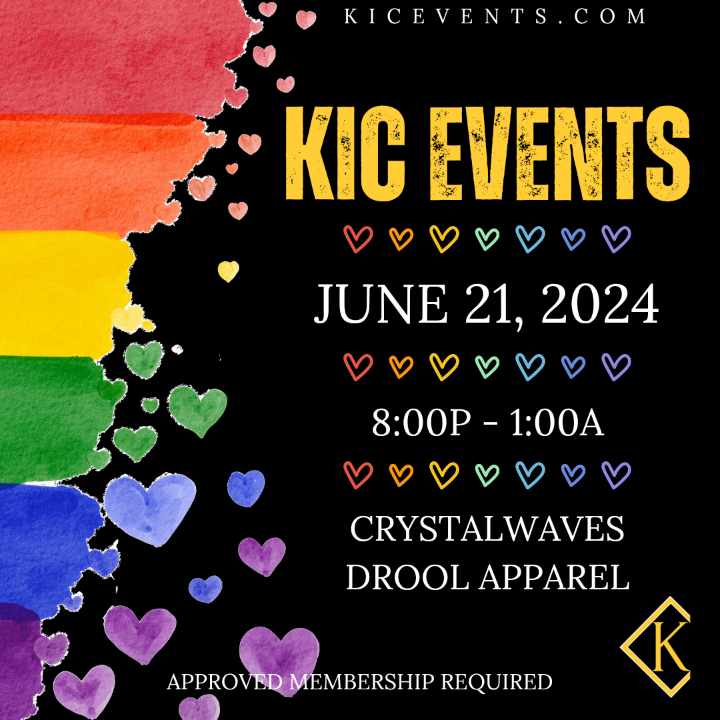 KICEVENTS.COM
KIC EVENTS
JUNE 21, 2024
8:00P - 1:00A
CRYSTALWAVES
DROOL APPAREL
K
APPROVED MEMBERSHIP REQUIRED